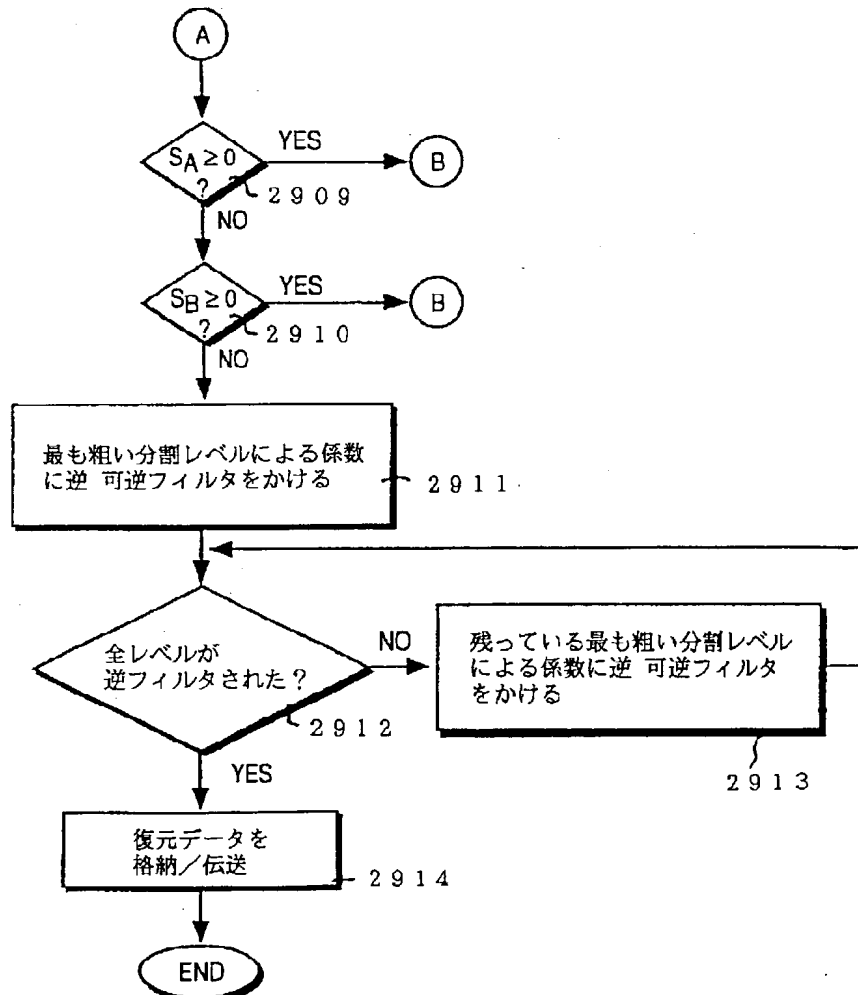 A
SA≥0
?
YES
B
2909
NO
SB≥0
?
YES
B
2910
NO
最も粗い分割レベルによる係数
に逆 可逆フィルタをかける
2911
全レベルが
逆フィルタされた？
NO
2912
残っている最も粗い分割レベル
による係数に逆 可逆フィルタ
をかける
2913
YES
復元データを
格納／伝送
2914
END